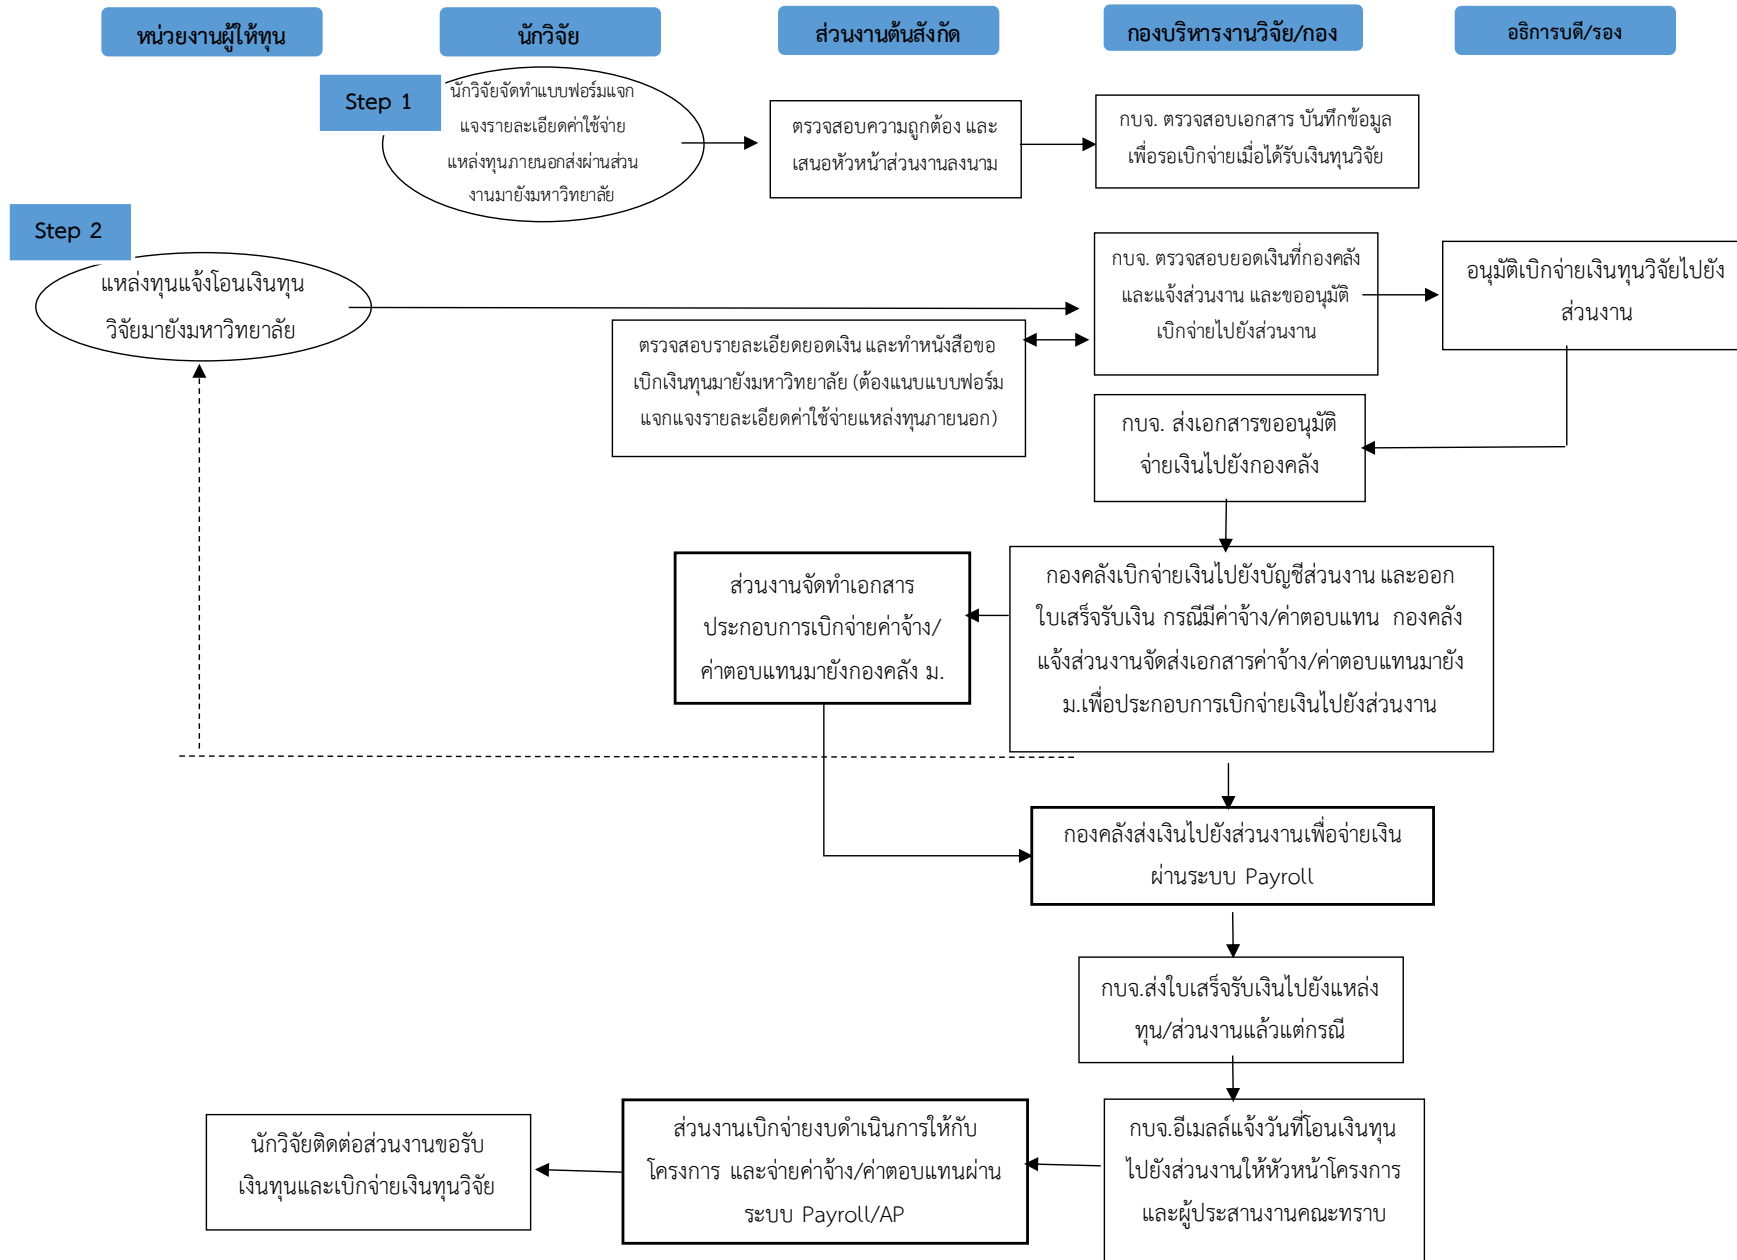 หน่วยงานผู้ให้ทุน
นักวิจัย
ส่วนงานต้นสังกัด
กองบริหารงานวิจัย/กอง
อธิการบดี/รอง
Step 1
นักวิจัยจัดทำแบบฟอร์มแจก
แจงรายละเอียดค่าใช้จ่าย
แหล่งทุนภายนอกส่งผ่านส่วน
งานมายังมหาวิทยาลัย
ตรวจสอบความถูกต้อง และ
เสนอหัวหน้าส่วนงานลงนาม
กบจ. ตรวจสอบเอกสาร บันทึกข้อมูล
เพื่อรอเบิกจ่ายเมื่อได้รับเงินทุนวิจัย
Step 2
แหล่งทุนแจ้งโอนเงินทุน
วิจัยมายังมหาวิทยาลัย
กบจ. ตรวจสอบยอดเงินที่กองคลัง
และแจ้งส่วนงาน และขออนุมัติ
เบิกจ่ายไปยังส่วนงาน
อนุมัติเบิกจ่ายเงินทุนวิจัยไปยัง
ส่วนงาน
ตรวจสอบรายละเอียดยอดเงิน และทำหนังสือขอ
เบิกเงินทุนมายังมหาวิทยาลัย (ต้องแนบแบบฟอร์ม
แจกแจงรายละเอียดค่าใช้จ่ายแหล่งทุนภายนอก)
กบจ. ส่งเอกสารขออนุมัติ
จ่ายเงินไปยังกองคลัง
ส่วนงานจัดทำเอกสาร
ประกอบการเบิกจ่ายค่าจ้าง/
ค่าตอบแทนมายังกองคลัง ม.
กองคลังเบิกจ่ายเงินไปยังบัญชีส่วนงาน และออก
ใบเสร็จรับเงิน กรณีมีค่าจ้าง/ค่าตอบแทน กองคลัง
แจ้งส่วนงานจัดส่งเอกสารค่าจ้าง/ค่าตอบแทนมายัง
ม.เพื่อประกอบการเบิกจ่ายเงินไปยังส่วนงาน
กองคลังส่งเงินไปยังส่วนงานเพื่อจ่ายเงิน
ผ่านระบบ Payroll
กบจ.ส่งใบเสร็จรับเงินไปยังแหล่ง
ทุน/ส่วนงานแล้วแต่กรณี
นักวิจัยติดต่อส่วนงานขอรับ
เงินทุนและเบิกจ่ายเงินทุนวิจัย
ส่วนงานเบิกจ่ายงบดำเนินการให้กับ
โครงการ และจ่ายค่าจ้าง/ค่าตอบแทนผ่าน
ระบบ Payroll/AP
กบจ.อีเมลล์แจ้งวันที่โอนเงินทุน
ไปยังส่วนงานให้หัวหน้าโครงการ
และผู้ประสานงานคณะทราบ